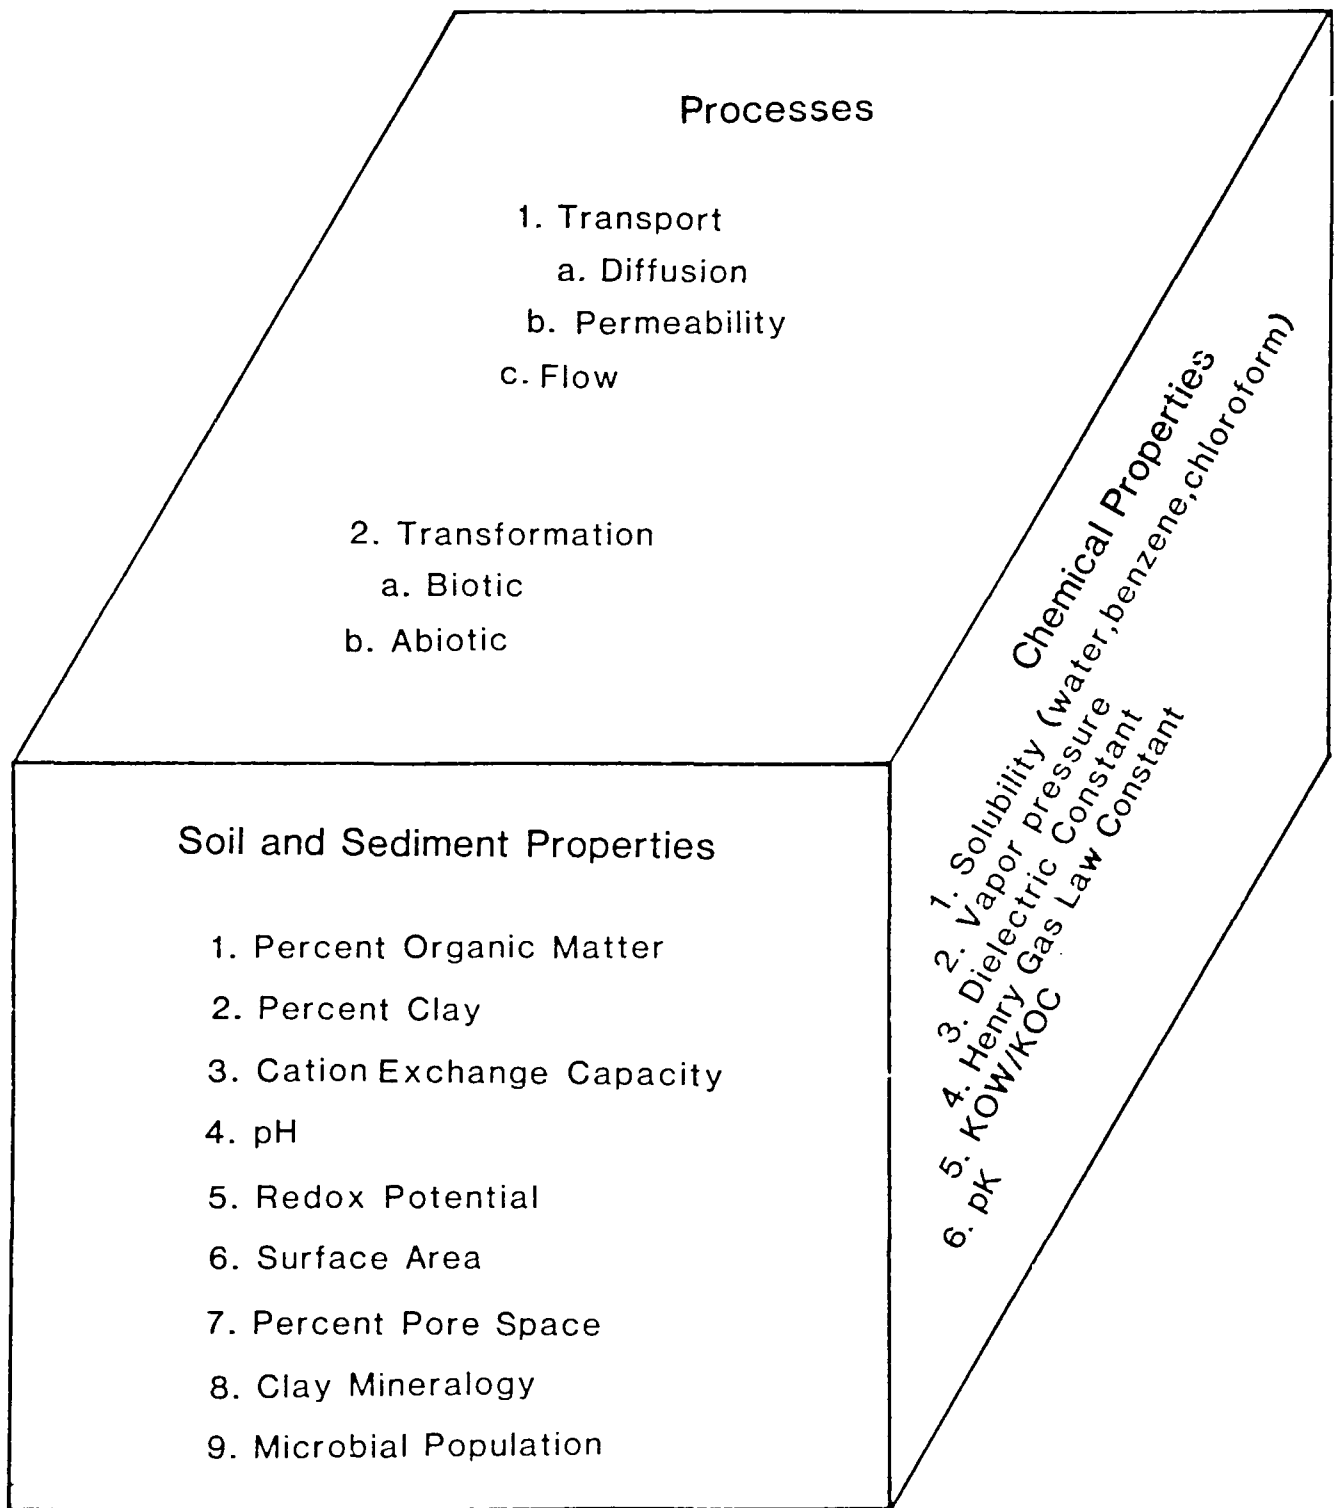 Processes
1. Transport
a. Diffusion
b. Permeability
c. Flow
2. Transformation
a. Biotic
b. Abiotic
Soil and Sediment Properties
1. Percent Organic Matter
2. Percent Clay
3. Cation Exchange Capacity
4. pH
5. Redox Potential
6. Surface Area
7. Percent Pore Space
8. Clay Mineralogy
9. Microbial Population
Chemical Properties
1. Solubility (water,benzene,chloroform)
2. Vapor pressure
3. Dielectric Constant
4. Henry Gas Law Constant
5. KOW/KOC
6. pK